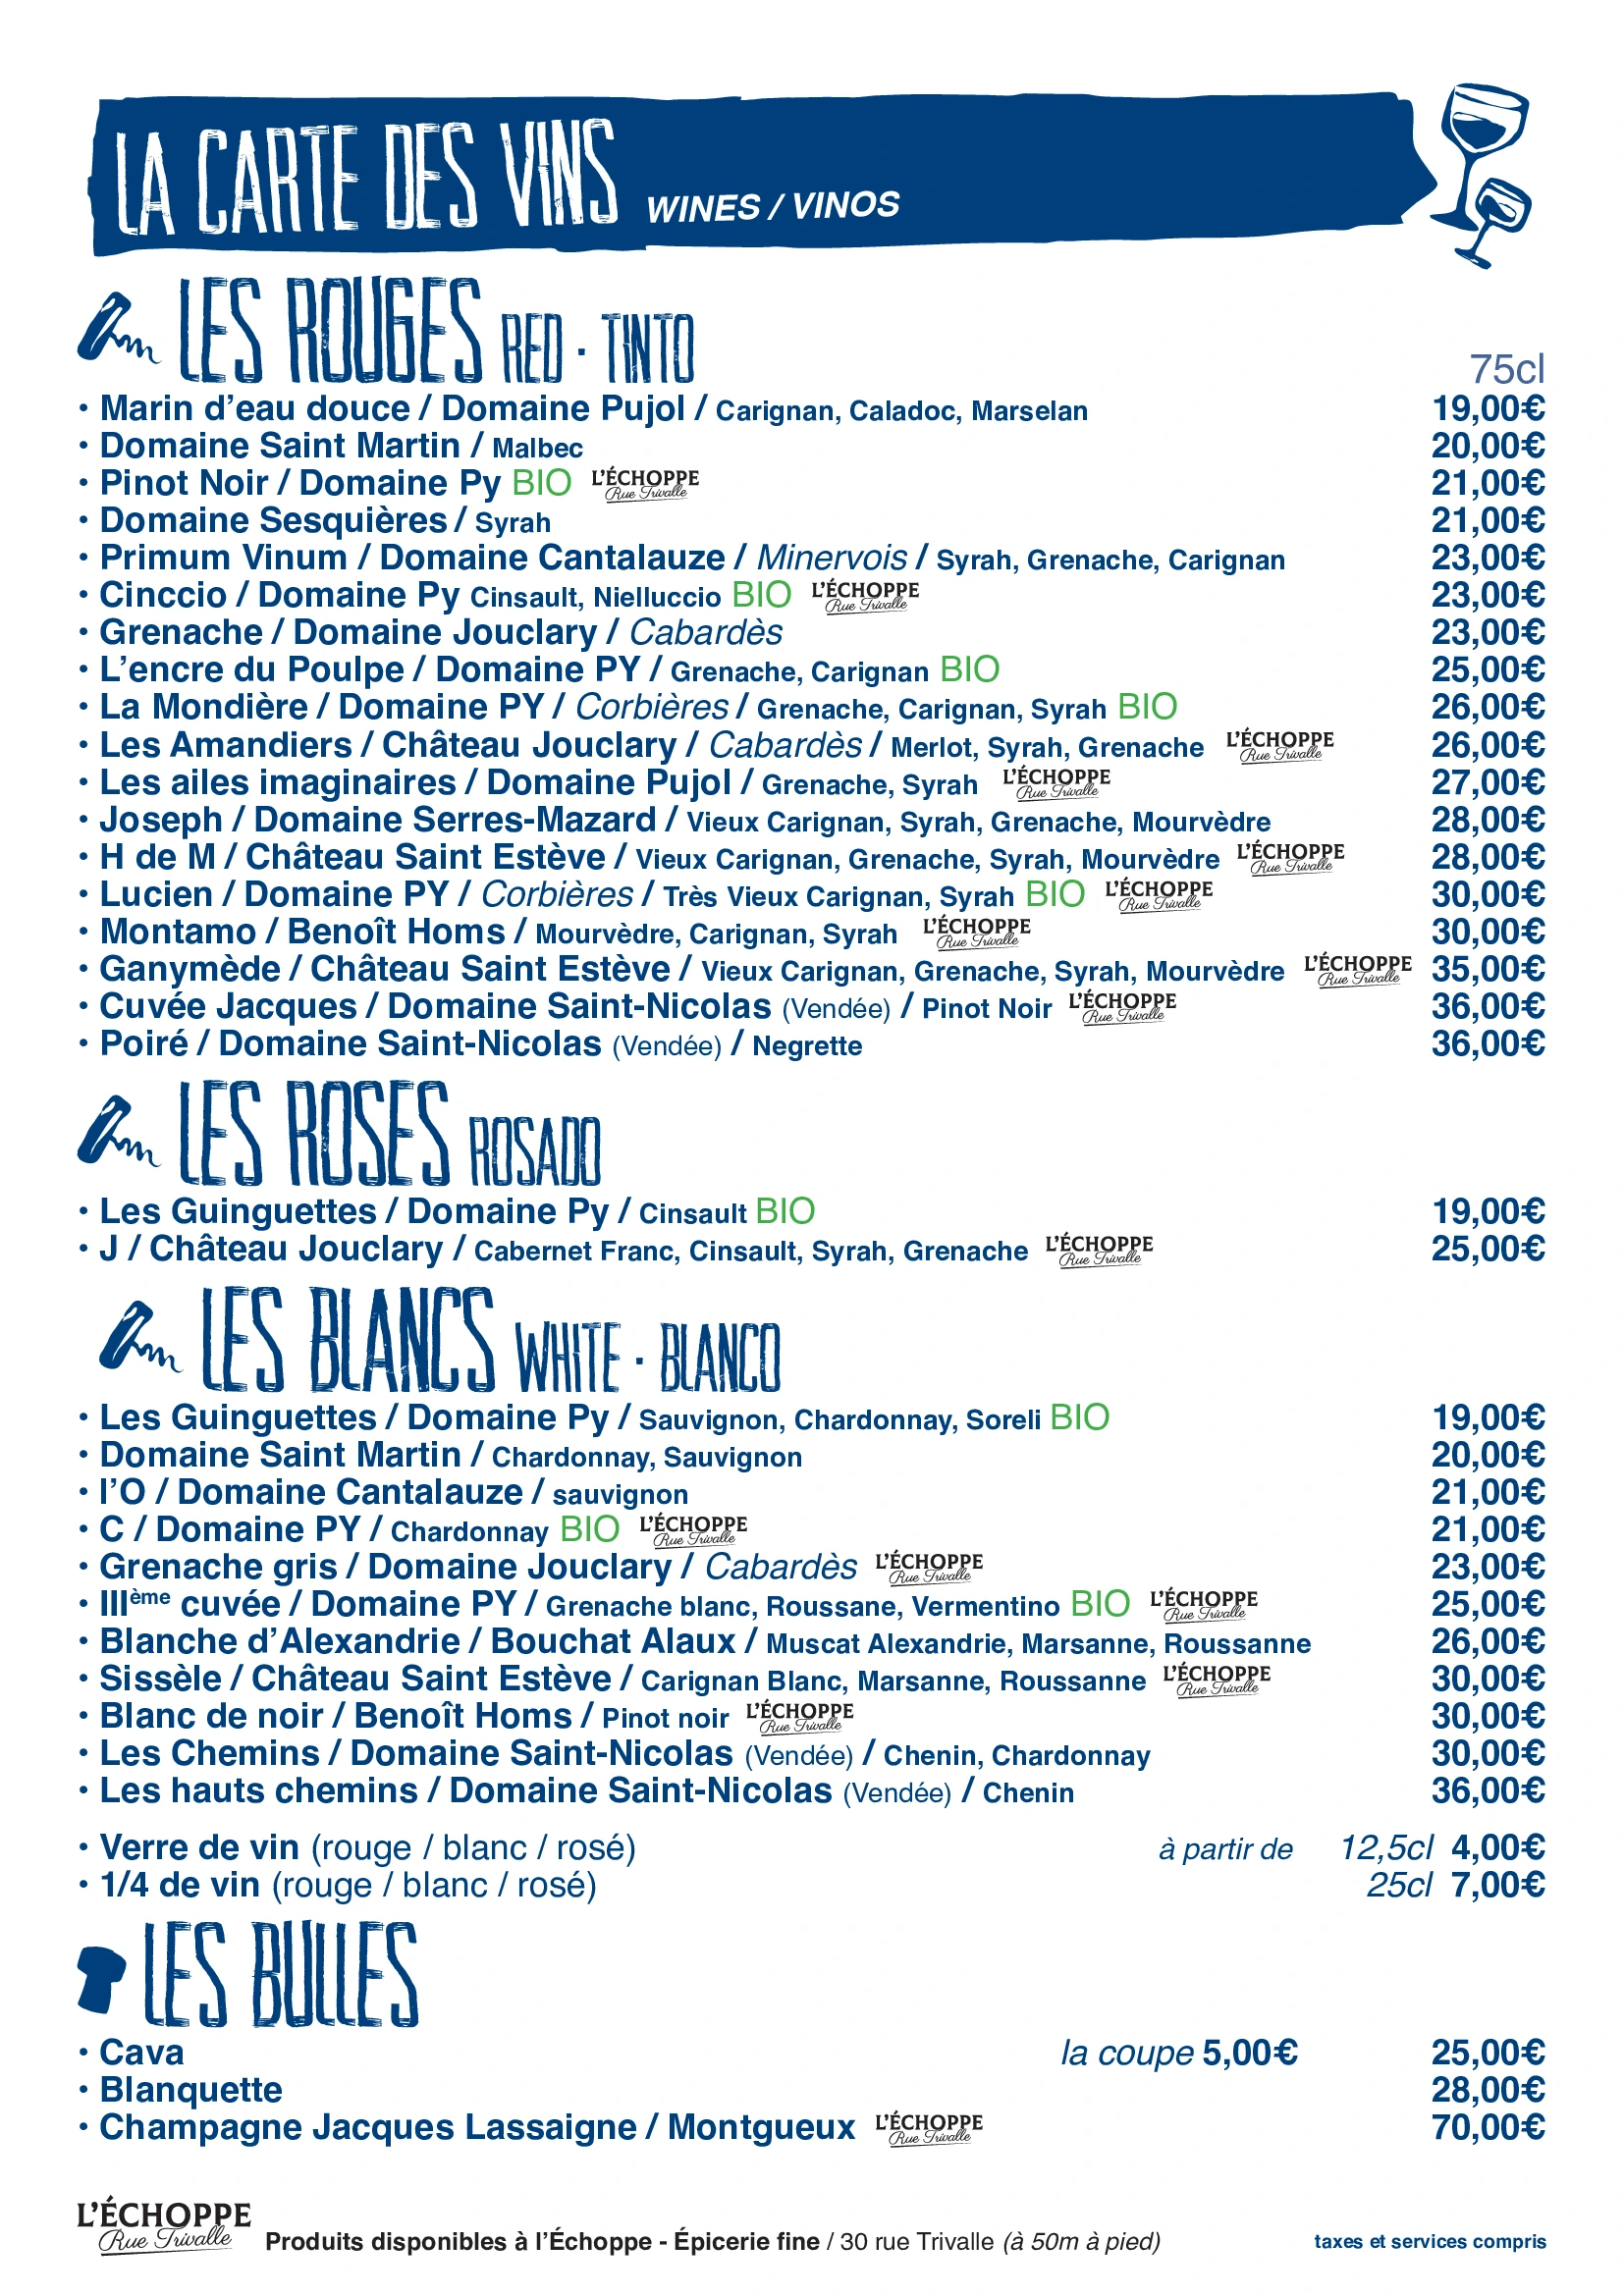 LA CARTE DES VINS WINES / VINOS
LES ROUGES RED · TINTO 75cl
• Marin d’eau douce / Domaine Pujol / Carignan, Caladoc, Marselan 19,00€
• Domaine Saint Martin / Malbec 20,00€
• Pinot Noir / Domaine Py BIO L’ÉCHOPPE Rue Trivalle 21,00€
• Domaine Sesquières / Syrah 21,00€
• Primum Vinum / Domaine Cantalauze / Minervois / Syrah, Grenache, Carignan 23,00€
• Cinccio / Domaine Py Cinsault, Nielluccio BIO L’ÉCHOPPE Rue Trivalle 23,00€
• Grenache / Domaine Jouclary / Cabardès 23,00€
• L’encre du Poulpe / Domaine PY / Grenache, Carignan BIO 25,00€
• La Mondière / Domaine PY / Corbières / Grenache, Carignan, Syrah BIO 26,00€
• Les Amandiers / Château Jouclary / Cabardès / Merlot, Syrah, Grenache L’ÉCHOPPE Rue Trivalle 26,00€
• Les ailes imaginaires / Domaine Pujol / Grenache, Syrah L’ÉCHOPPE Rue Trivalle 27,00€
• Joseph / Domaine Serres-Mazard / Vieux Carignan, Syrah, Grenache, Mourvèdre 28,00€
• H de M / Château Saint Estève / Vieux Carignan, Grenache, Syrah, Mourvèdre L’ÉCHOPPE Rue Trivalle 28,00€
• Lucien / Domaine PY / Corbières / Très Vieux Carignan, Syrah BIO L’ÉCHOPPE Rue Trivalle 30,00€
• Montamo / Benoît Homs / Mourvèdre, Carignan, Syrah L’ÉCHOPPE Rue Trivalle 30,00€
• Ganymède / Château Saint Estève / Vieux Carignan, Grenache, Syrah, Mourvèdre L’ÉCHOPPE Rue Trivalle 35,00€
• Cuvée Jacques / Domaine Saint-Nicolas (Vendée) / Pinot Noir L’ÉCHOPPE Rue Trivalle 36,00€
• Poiré / Domaine Saint-Nicolas (Vendée) / Negrette 36,00€
LES ROSES ROSADO
• Les Guinguettes / Domaine Py / Cinsault BIO 19,00€
• J / Château Jouclary / Cabernet Franc, Cinsault, Syrah, Grenache L’ÉCHOPPE Rue Trivalle 25,00€
LES BLANCS WHITE · BLANCO
• Les Guinguettes / Domaine Py / Sauvignon, Chardonnay, Soreli BIO 19,00€
• Domaine Saint Martin / Chardonnay, Sauvignon 20,00€
• l’O / Domaine Cantalauze / sauvignon 21,00€
• C / Domaine PY / Chardonnay BIO L’ÉCHOPPE Rue Trivalle 21,00€
• Grenache gris / Domaine Jouclary / Cabardès L’ÉCHOPPE Rue Trivalle 23,00€
• IIIème cuvée / Domaine PY / Grenache blanc, Roussane, Vermentino BIO L’ÉCHOPPE Rue Trivalle 25,00€
• Blanche d’Alexandrie / Bouchat Alaux / Muscat Alexandrie, Marsanne, Roussanne 26,00€
• Sissèle / Château Saint Estève / Carignan Blanc, Marsanne, Roussanne L’ÉCHOPPE Rue Trivalle 30,00€
• Blanc de noir / Benoît Homs / Pinot noir L’ÉCHOPPE Rue Trivalle 30,00€
• Les Chemins / Domaine Saint-Nicolas (Vendée) / Chenin, Chardonnay 30,00€
• Les hauts chemins / Domaine Saint-Nicolas (Vendée) / Chenin 36,00€
• Verre de vin (rouge / blanc / rosé) à partir de 12,5cl 4,00€
• 1/4 de vin (rouge / blanc / rosé) 25cl 7,00€
LES BULLES
• Cava la coupe 5,00€ 25,00€
• Blanquette 28,00€
• Champagne Jacques Lassaigne / Montgueux L’ÉCHOPPE Rue Trivalle 70,00€
L’ÉCHOPPE Rue Trivalle Produits disponibles à l’Échoppe - Épicerie fine / 30 rue Trivalle (à 50m à pied) taxes et services compris